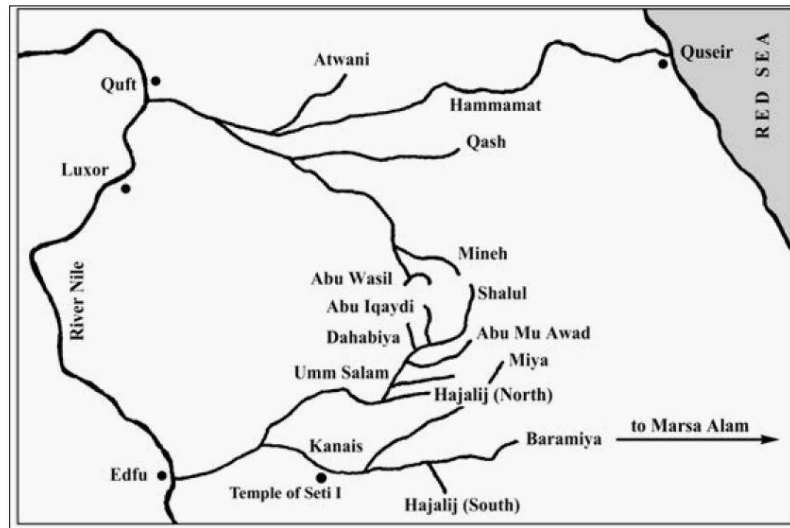 Atwani
Quseir
Quft
Hammamat
RED SEA
Qash
Luxor
Mineh
Abu Wasil
Shalul
River Nile
Abu Iqaydi
Dahabiya
Abu Mu Awad
Miya
Umm Salam
Hajalij (North)
to Marsa Alam
Kanais
Baramiya
Edfu
Temple of Seti I
Hajalij (South)